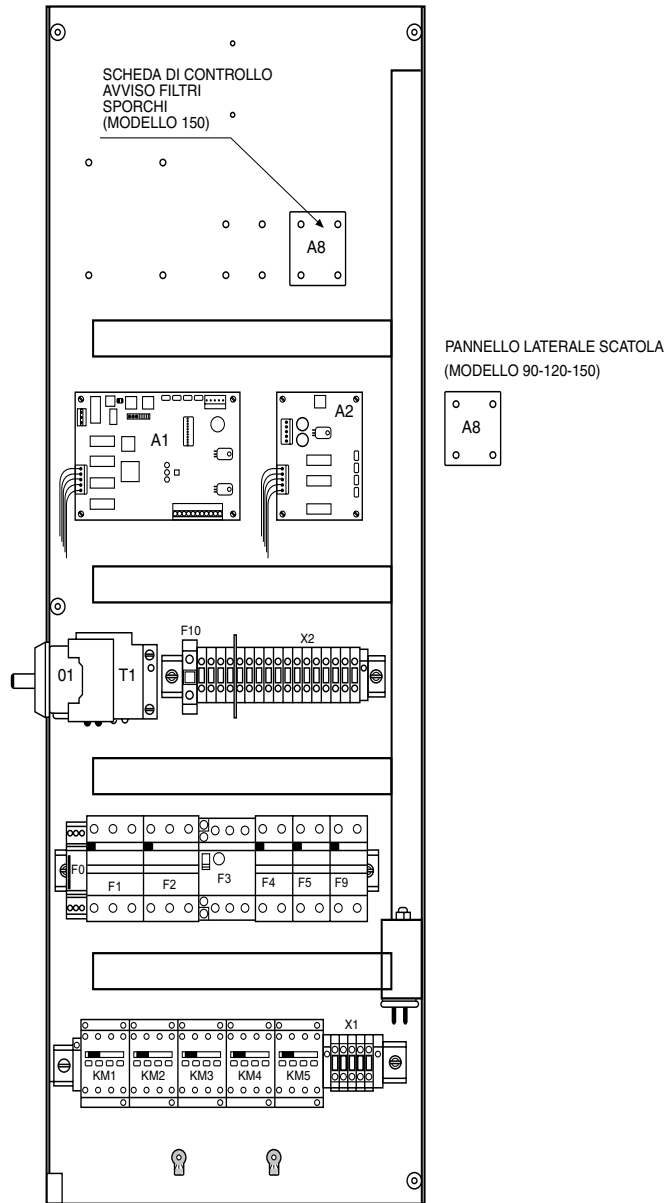 SCHEDA DI CONTROLLO
AVVISO FILTRI
SPORCHI
(MODELLO 150)
A8
PANNELLO LATERALE SCATOLA
(MODELLO 90-120-150)
A8
A1
A2
F10
X2
01
T1
F0
F1
F2
F3
F4
F5
F9
X1
KM1
KM2
KM3
KM4
KM5